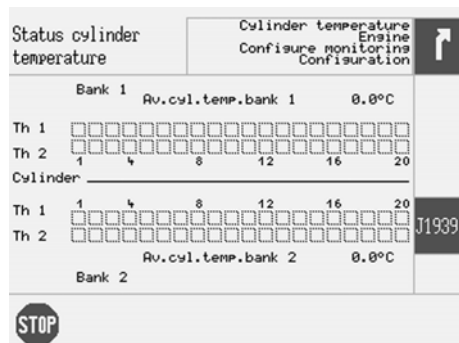 Status cylinder
temperature
Cylinder temperature
Engine
Configure monitoring
Configuration
Bank 1
Av.cyl.temp.bank 1 0.0°C
Th 1
Th 2
1 4 8 12 16 20
Cylinder
1 4 8 12 16 20
Th 1
Th 2
J1939
Av.cyl.temp.bank 2 0.0°C
Bank 2
STOP